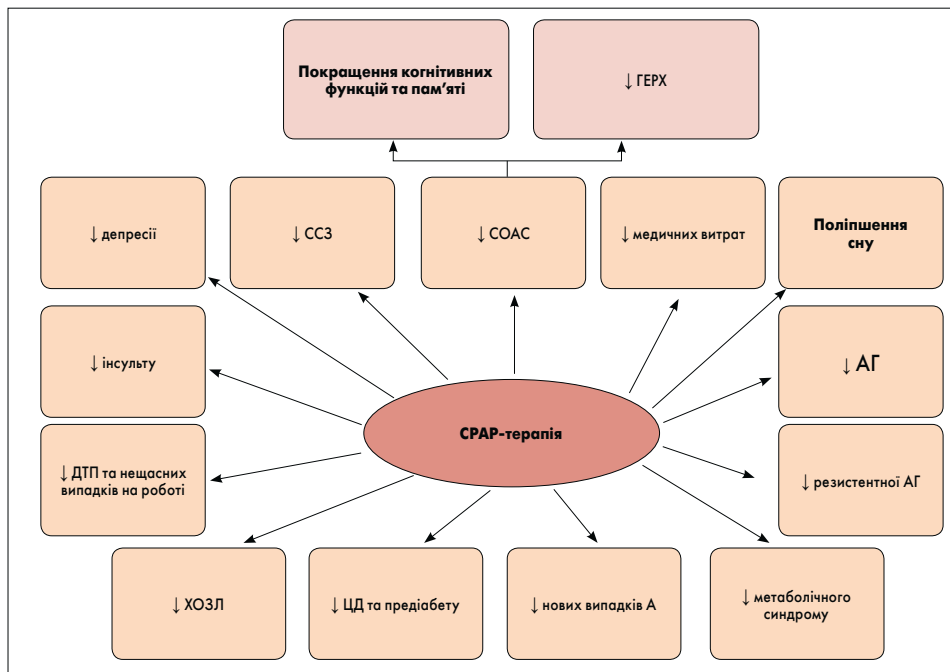 Покращення когнітивних
функцій та пам’яті
↓ ГЕРХ
↓ депресії
↓ ССЗ
↓ СОАС
↓ медичних витрат
Поліпшення
сну
↓ інсульту
↓ АГ
СРАР-терапія
↓ ДТП та нещасних
випадків на роботі
↓ резистентної АГ
↓ ХОЗЛ
↓ ЦД та предіабету
↓ нових випадків А
↓ метаболічного
синдрому